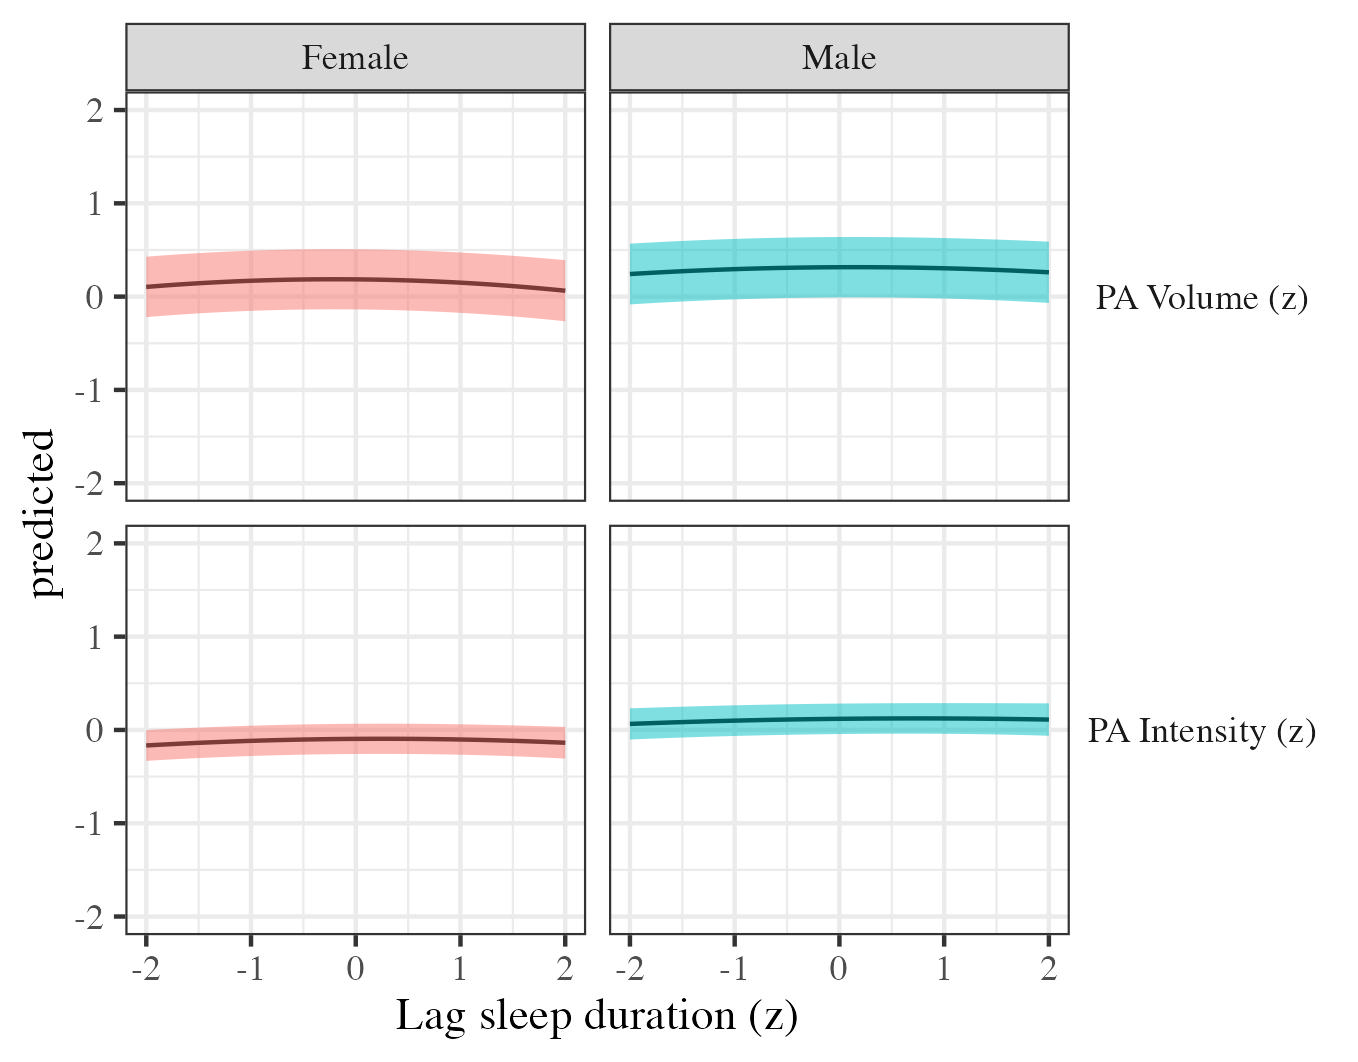 Female
Male
2
1
0
-1
-2
PA Volume (z)
predicted
2
1
0
-1
-2
PA Intensity (z)
-2 -1 0 1 2
-2 -1 0 1 2
Lag sleep duration (z)